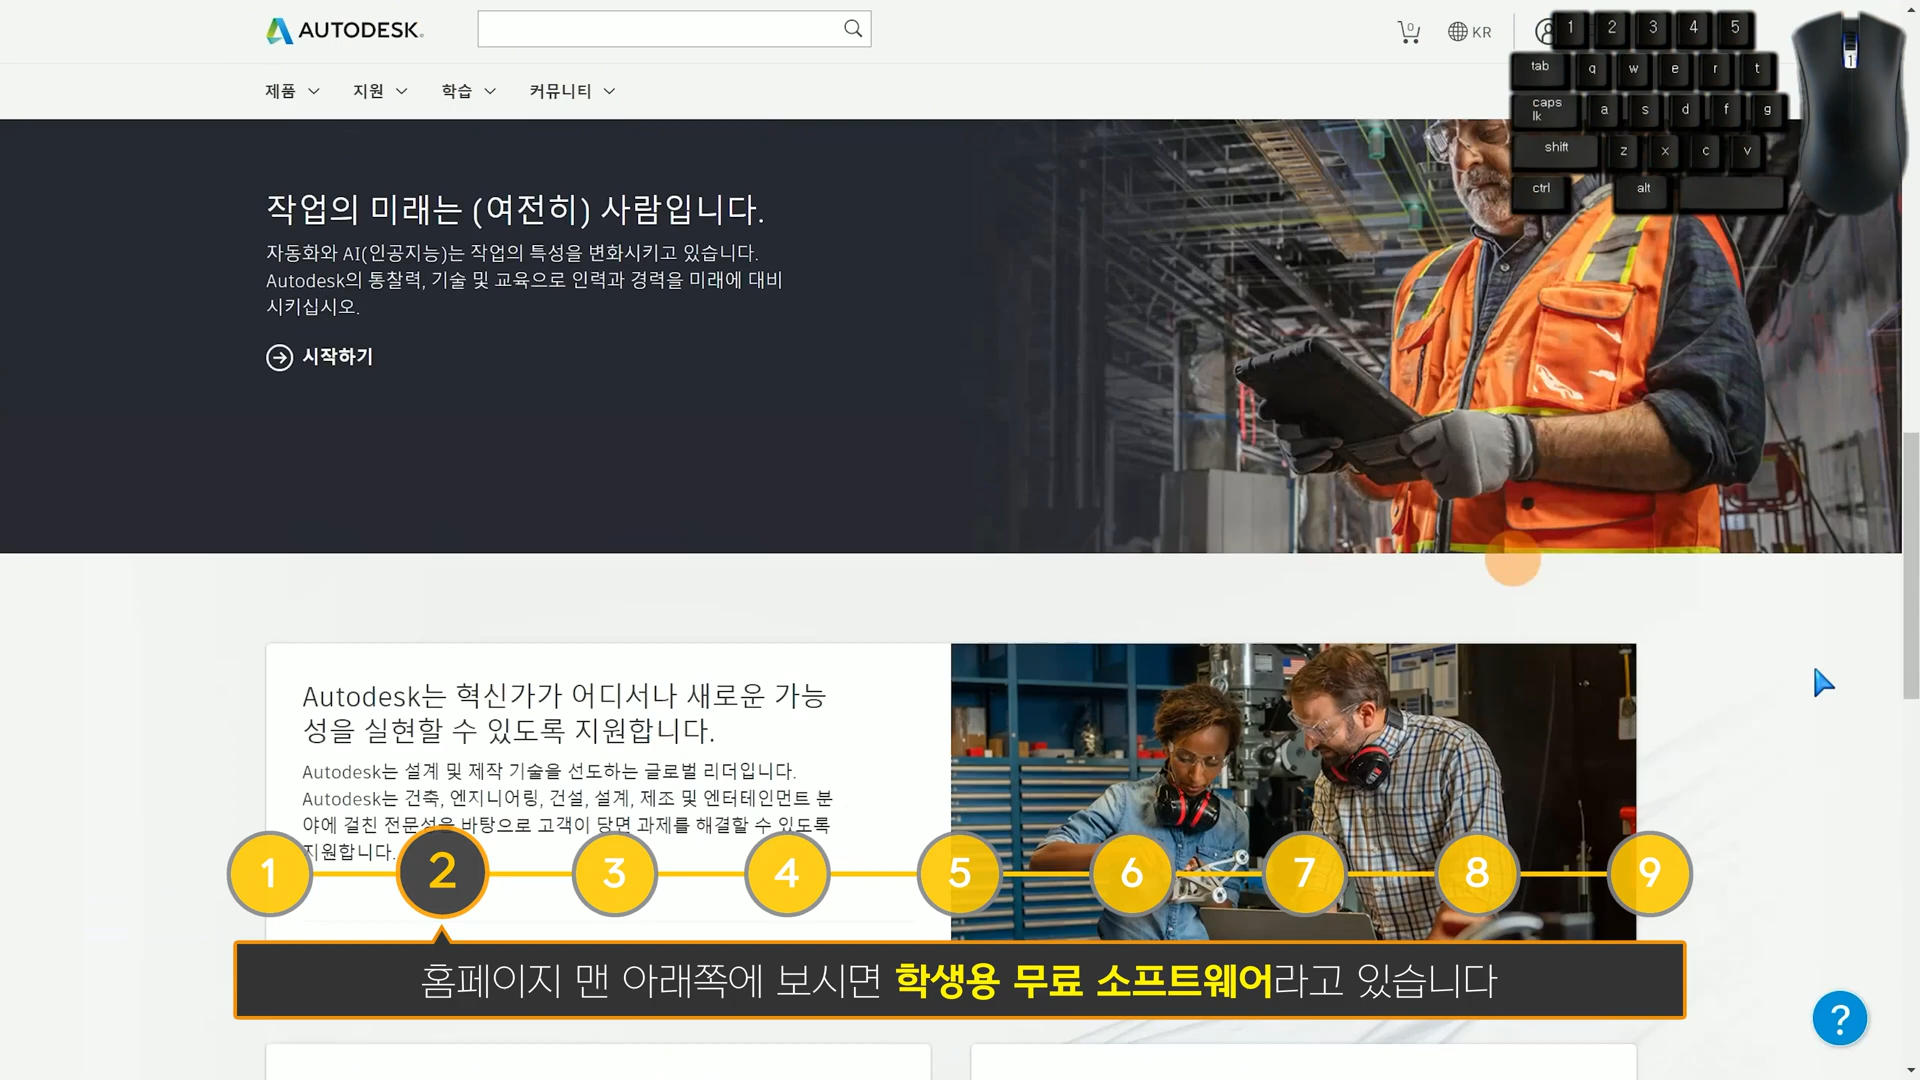 AUTODESK
0
KR
제품
지원
학습
커뮤니티
1 2 3 4 5
tab q w e r t
caps lk a s d f g
shift z x c v
ctrl alt
1
작업의 미래는 (여전히) 사람입니다.
자동화와 AI(인공지능)는 작업의 특성을 변화시키고 있습니다.
Autodesk의 통찰력, 기술 및 교육으로 인력과 경력을 미래에 대비
시키십시오.
시작하기
Autodesk는 혁신가가 어디서나 새로운 가능
성을 실현할 수 있도록 지원합니다.
Autodesk는 설계 및 제작 기술을 선도하는 글로벌 리더입니다.
Autodesk는 건축, 엔지니어링, 건설, 설계, 제조 및 엔터테인먼트 분
야에 걸친 전문성을 바탕으로 고객이 당면 과제를 해결할 수 있도록
지원합니다.
1 2 3 4 5 6 7 8 9
홈페이지 맨 아래쪽에 보시면 학생용 무료 소프트웨어라고 있습니다
?